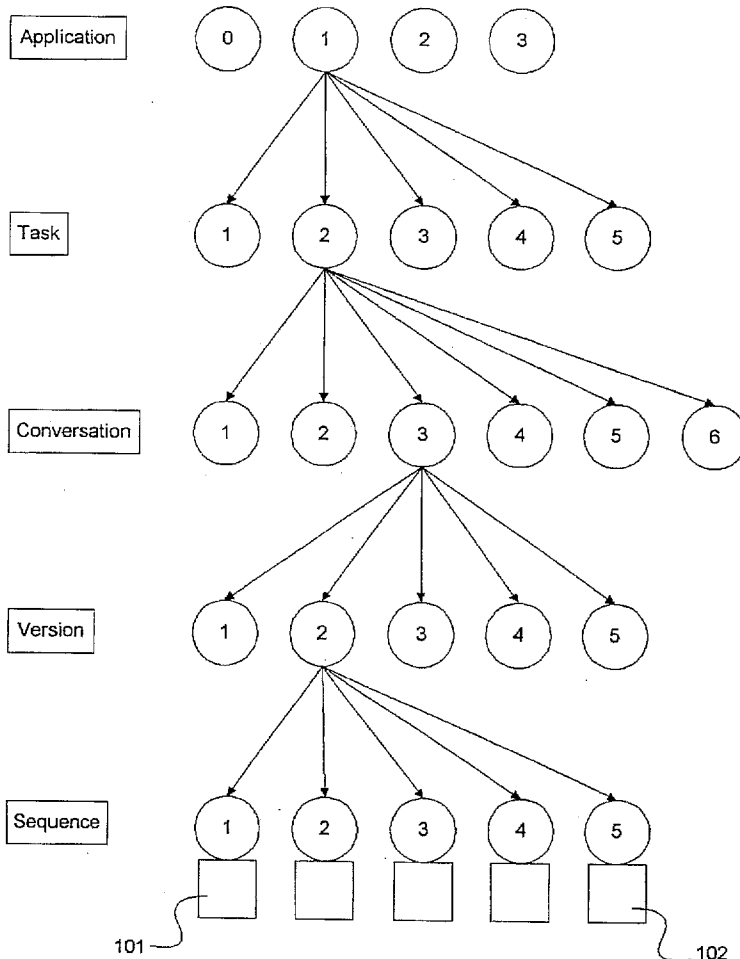 Application 0 1 2 3
Task 1 2 3 4 5
Conversation 1 2 3 4 5 6
Version 1 2 3 4 5
Sequence 1 2 3 4 5
101 102